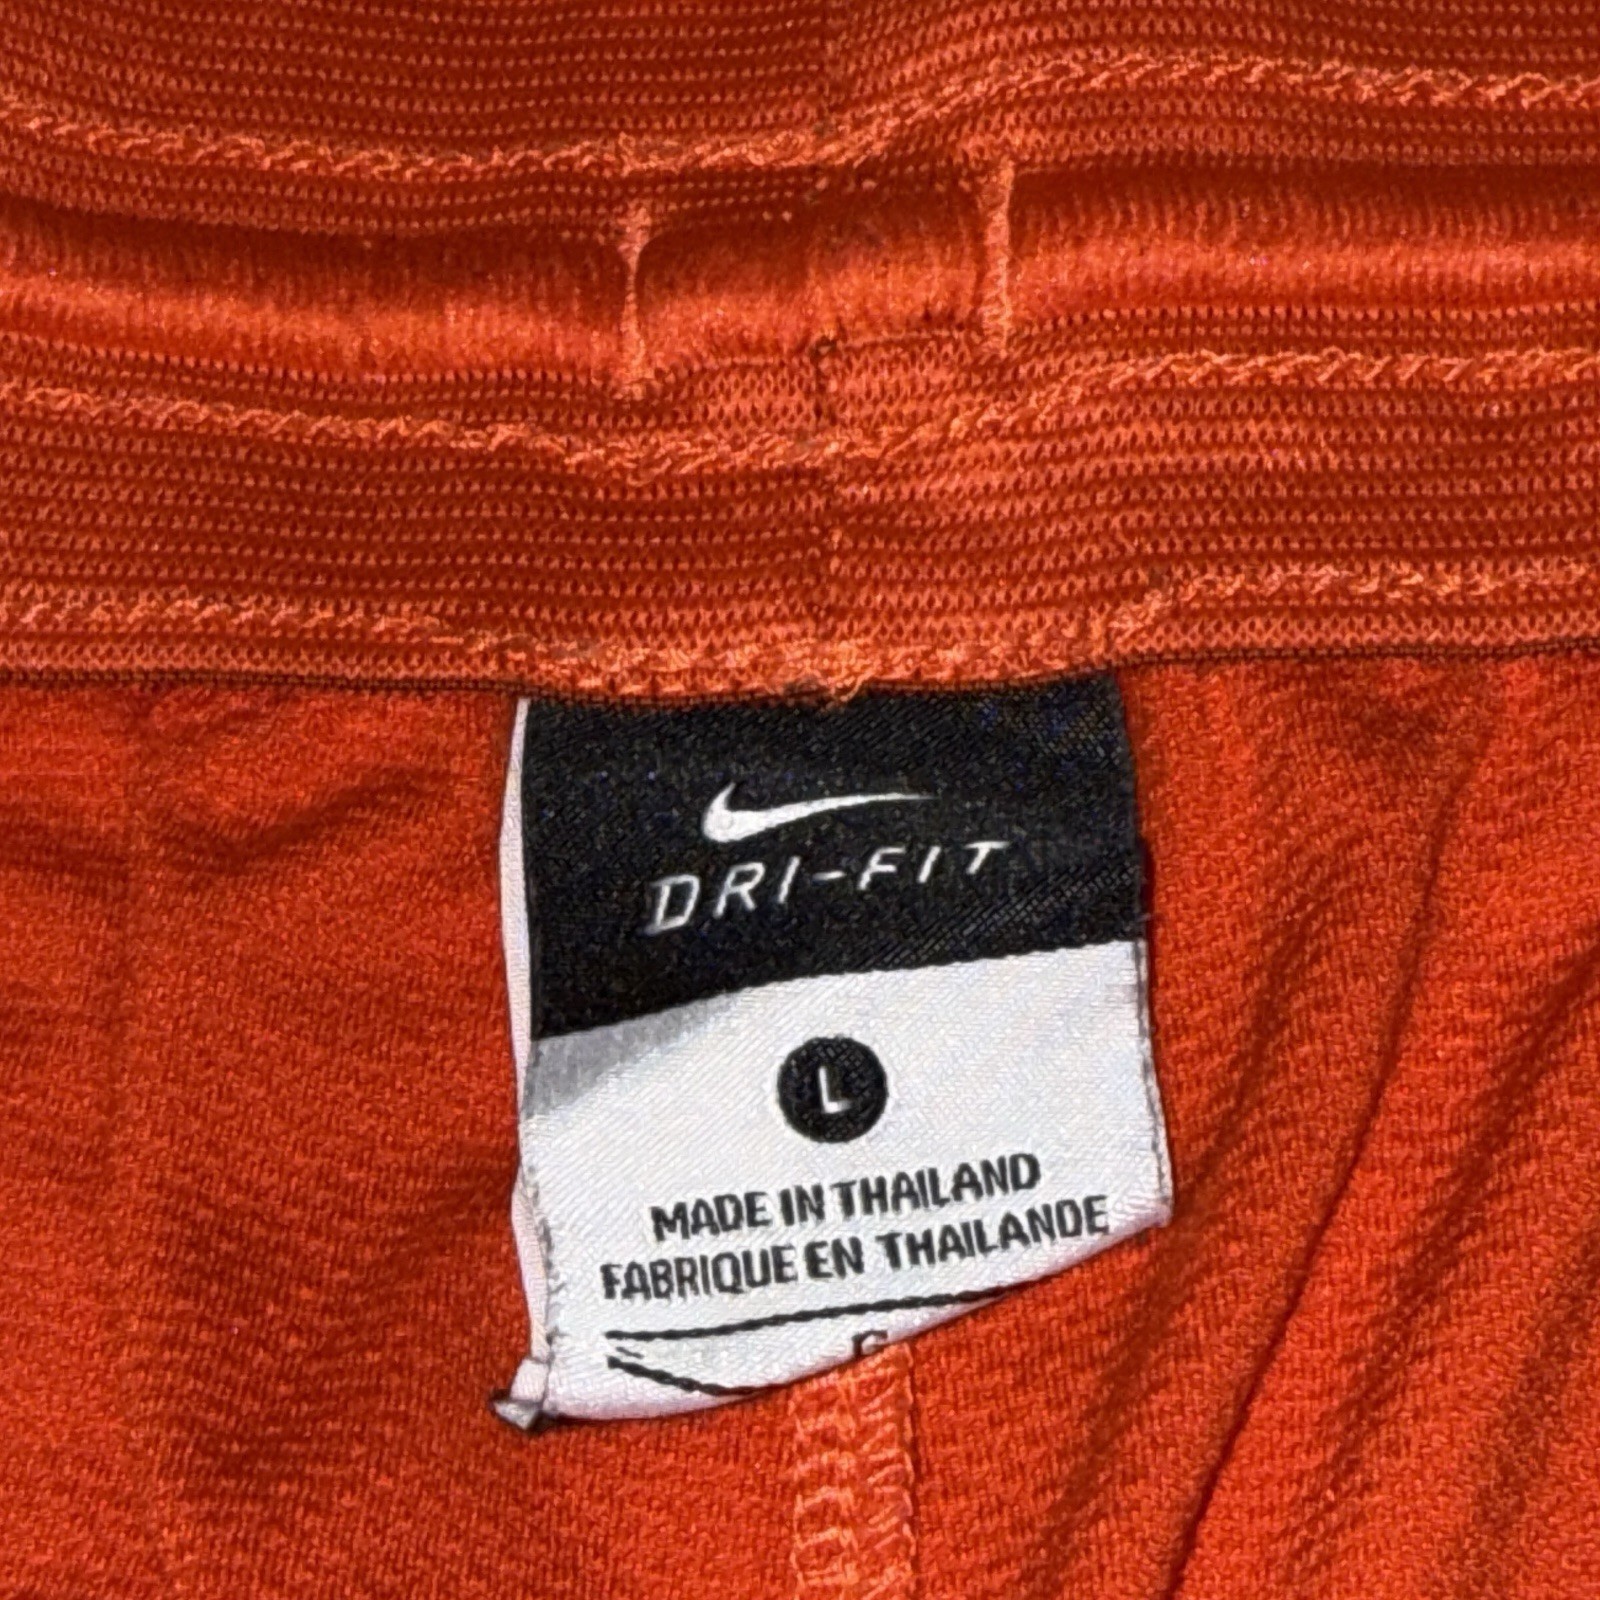 DRI-FIT
L
MADE IN THAILAND
FABRIQUE EN THAILANDE